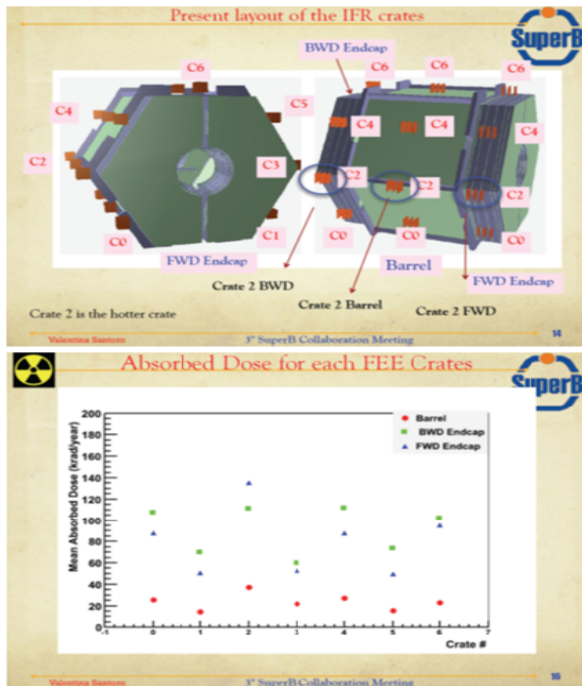 Present layout of the IFR crates
SuperB
BWD Endcap
C6
C6
C6
C6
C4
C5
C4
C4
C4
C2
C3
C2
C2
C2
C0
C1
C0
C0
C0
FWD Endcap
Barrel
FWD Endcap
Crate 2 BWD
Crate 2 Barrel
Crate 2 FWD
Crate 2 is the hotter crate
Valentina Santoro
3° SuperB Collaboration Meeting
14
Absorbed Dose for each FEE Crates
SuperB
Mean Absorbed Dose (krad/year)
200
180
160
140
120
100
80
60
40
20
0
Barrel
BWD Endcap
FWD Endcap
-1 0 1 2 3 4 5 6 7
Crate #
Valentina Santoro
3° SuperB Collaboration Meeting
16